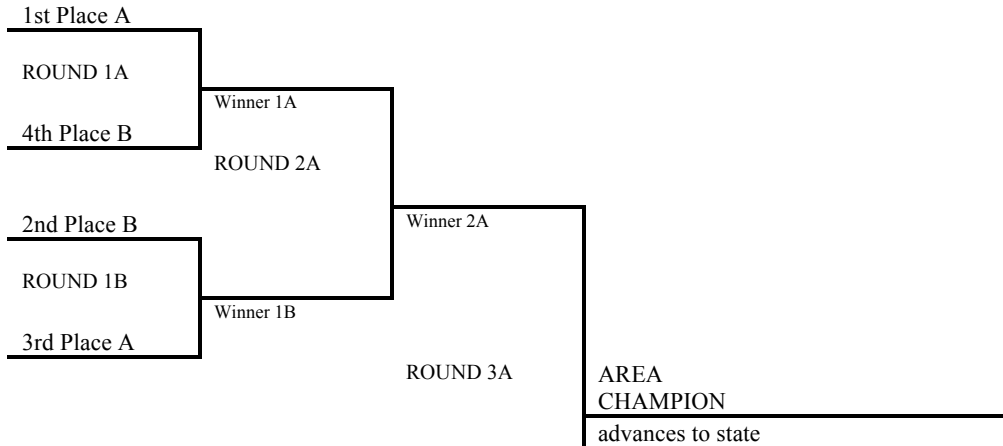 1st Place A
ROUND 1A
Winner 1A
4th Place B
ROUND 2A
2nd Place B
Winner 2A
ROUND 1B
Winner 1B
3rd Place A
ROUND 3A
AREA
CHAMPION
advances to state